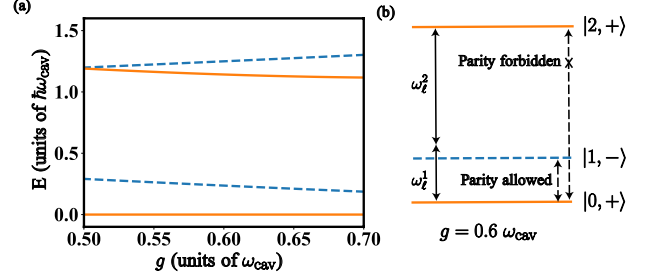 (a)
E (units of ħω_cav)
1.5
1.0
0.5
0.0
0.50 0.55 0.60 0.65 0.70
g (units of ω_cav)
(b)
|2, +⟩
Parity forbidden
ω_ℓ^2
|1, −⟩
ω_ℓ^1
Parity allowed
|0, +⟩
g = 0.6 ω_cav